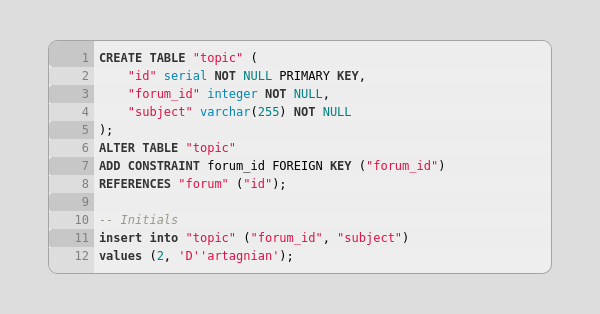 1 CREATE TABLE "topic" (
2     "id" serial NOT NULL PRIMARY KEY,
3     "forum_id" integer NOT NULL,
4     "subject" varchar(255) NOT NULL
5 );
6 ALTER TABLE "topic"
7 ADD CONSTRAINT forum_id FOREIGN KEY ("forum_id")
8 REFERENCES "forum" ("id");
9
10 -- Initials
11 insert into "topic" ("forum_id", "subject")
12 values (2, 'D''artagnian');